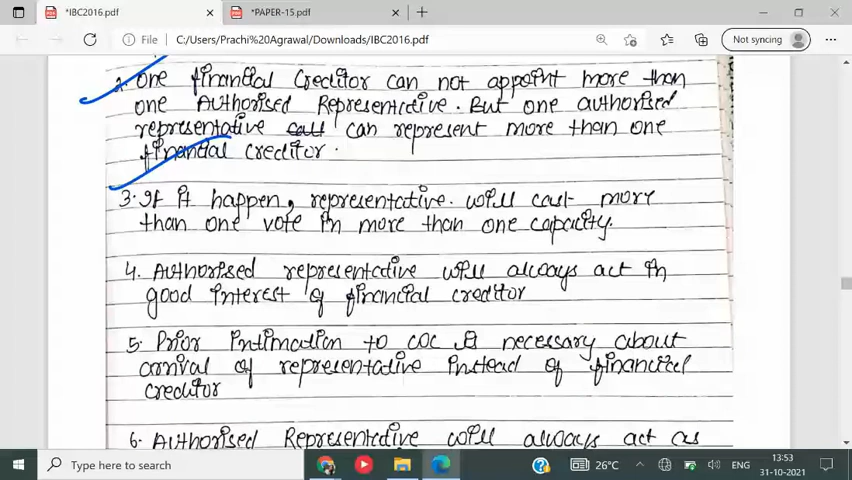 *IBC2016.pdf
*PAPER-15.pdf
File
C:/Users/Prachi%20Agrawal/Downloads/IBC2016.pdf
Not syncing
2. One financial Creditor can not appoint more than
one Authorised Representative. But one authorised
representative can represent more than one
financial creditor.
3. If it happen, representative will cast more
than one vote in more than one capacity.
4. Authorised representative will always act in
good interest of financial creditor
5. Prior intimation to COC is necessary about
arrival of representative instead of financial
creditor
6. Authorised Representative will always act as
Type here to search
26°C
ENG
13:53
31-10-2021